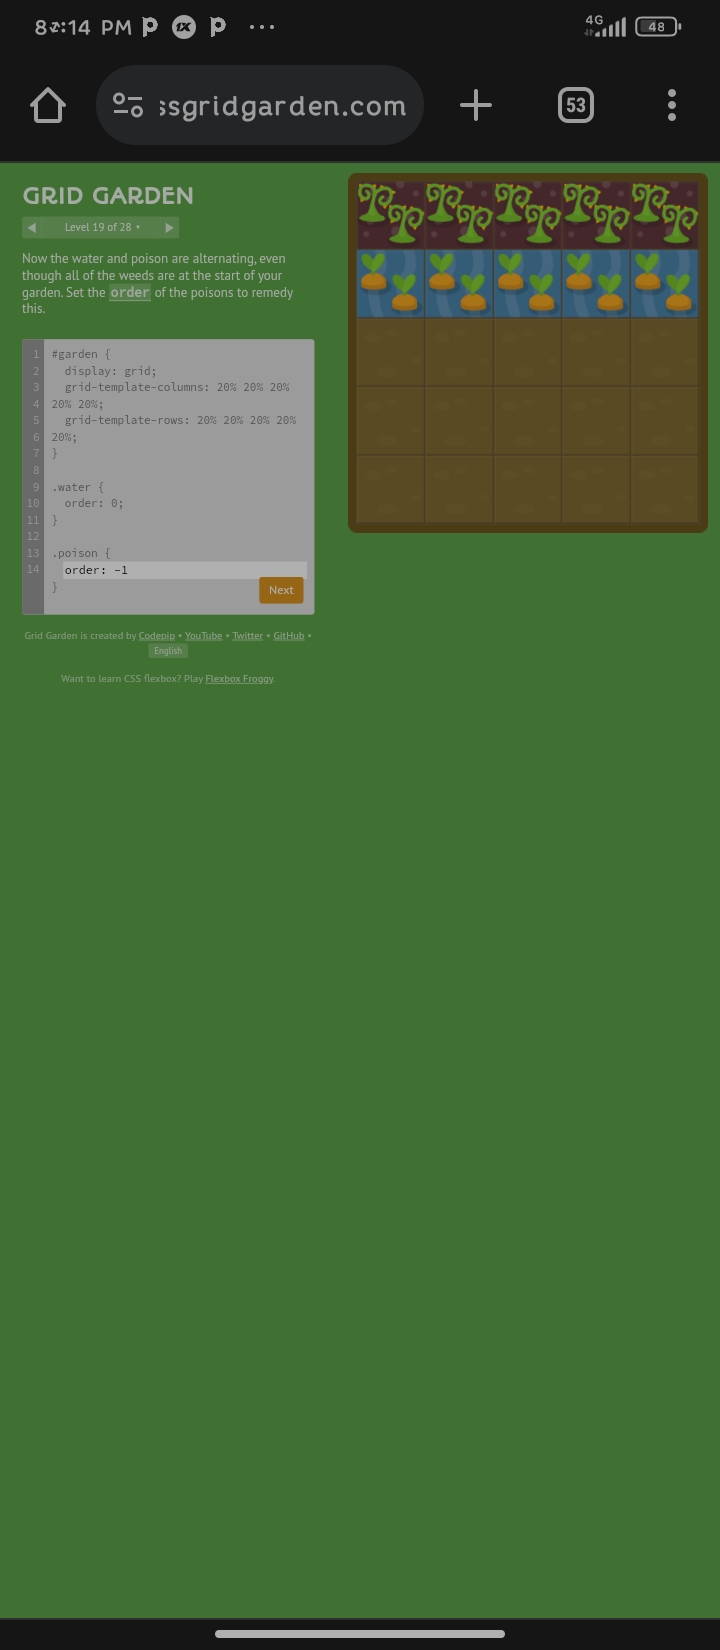 8:14 PM
4G
48
ssgridgarden.com
53
GRID GARDEN
Level 19 of 28
Now the water and poison are alternating, even
though all of the weeds are at the start of your
garden. Set the order of the poisons to remedy
this.
1 #garden {
2 display: grid;
3 grid-template-columns: 20% 20% 20%
4 20% 20%;
5 grid-template-rows: 20% 20% 20% 20%
6 20%;
7 }
8
9 .water {
10 order: 0;
11 }
12
13 .poison {
14 order: -1
}
Next
Grid Garden is created by Codepip • YouTube • Twitter • GitHub •
English
Want to learn CSS flexbox? Play Flexbox Froggy.